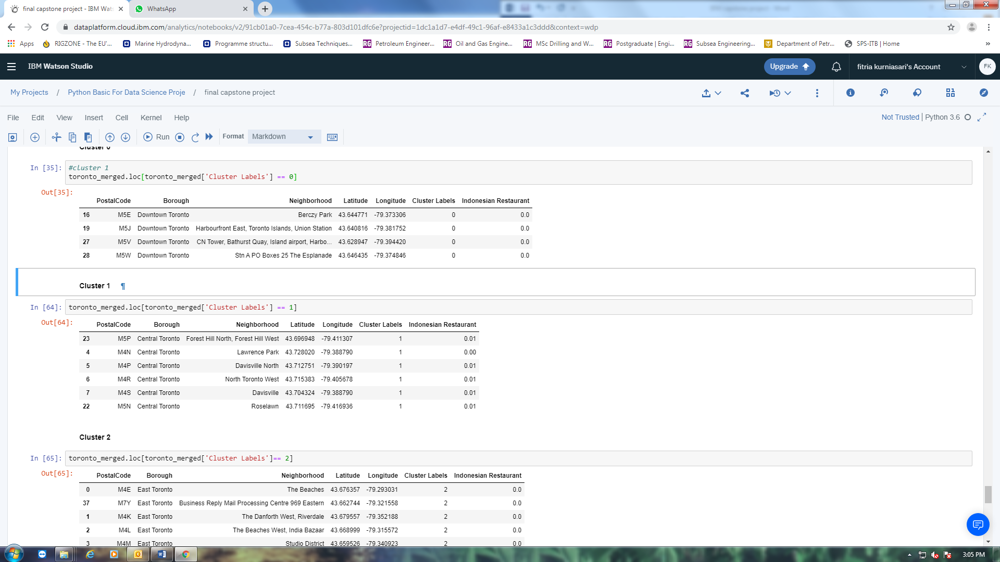 final capstone project - IBM Wats
WhatsApp
dataplatform.cloud.ibm.com/analytics/notebooks/v2/91cb01a0-7cea-454c-b77a-803d101dfc6e?projectid=1dc1a1d7-e4df-49c1-96af-e8433a1c3ddd&context=wdp
Apps RIGZONE - The EU'... Marine Hydrodyna... Programme structu... Subsea Techniques... RG Petroleum Engineer... RG Oil and Gas Engine... RG MSc Drilling and W... RG Postgraduate | Engi... RG Subsea Engineering... Department of Petr... SPS-ITB | Home »
IBM Watson Studio Upgrade fitria kurniasari's Account FK
My Projects / Python Basic For Data Science Proje / final capstone project
File Edit View Insert Cell Kernel Help Not Trusted | Python 3.6
Run Format Markdown
Cluster 0
In [35]: #cluster 1
toronto_merged.loc[toronto_merged['Cluster Labels'] == 0]
Out[35]:
PostalCode Borough Neighborhood Latitude Longitude Cluster Labels Indonesian Restaurant
16 M5E Downtown Toronto Berczy Park 43.644771 -79.373306 0 0.0
19 M5J Downtown Toronto Harbourfront East, Toronto Islands, Union Station 43.640816 -79.381752 0 0.0
27 M5V Downtown Toronto CN Tower, Bathurst Quay, Island airport, Harbo... 43.628947 -79.394420 0 0.0
28 M5W Downtown Toronto Stn A PO Boxes 25 The Esplanade 43.646435 -79.374846 0 0.0
Cluster 1 ¶
In [64]: toronto_merged.loc[toronto_merged['Cluster Labels'] == 1]
Out[64]:
PostalCode Borough Neighborhood Latitude Longitude Cluster Labels Indonesian Restaurant
23 M5P Central Toronto Forest Hill North, Forest Hill West 43.696948 -79.411307 1 0.01
4 M4N Central Toronto Lawrence Park 43.728020 -79.388790 1 0.00
5 M4P Central Toronto Davisville North 43.712751 -79.390197 1 0.01
6 M4R Central Toronto North Toronto West 43.715383 -79.405678 1 0.01
7 M4S Central Toronto Davisville 43.704324 -79.388790 1 0.01
22 M5N Central Toronto Roselawn 43.711695 -79.416936 1 0.01
Cluster 2
In [65]: toronto_merged.loc[toronto_merged['Cluster Labels']== 2]
Out[65]:
PostalCode Borough Neighborhood Latitude Longitude Cluster Labels Indonesian Restaurant
0 M4E East Toronto The Beaches 43.676357 -79.293031 2 0.0
37 M7Y East Toronto Business Reply Mail Processing Centre 969 Eastern 43.662744 -79.321558 2 0.0
1 M4K East Toronto The Danforth West, Riverdale 43.679557 -79.352188 2 0.0
2 M4L East Toronto The Beaches West, India Bazaar 43.668999 -79.315572 2 0.0
3 M4M East Toronto Studio District 43.659526 -79.340923 2 0.0
3:05 PM